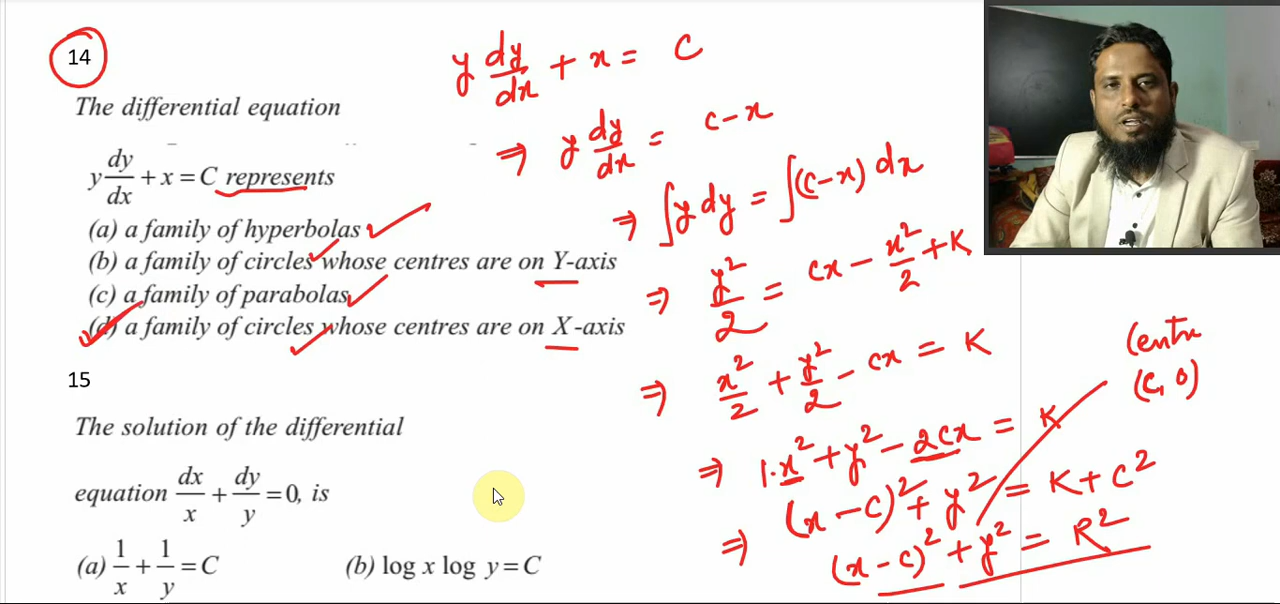 14
The differential equation
y dy/dx + x = C represents
(a) a family of hyperbolas
(b) a family of circles whose centres are on Y-axis
(c) a family of parabolas
(d) a family of circles whose centres are on X-axis
15
The solution of the differential
equation dx/x + dy/y = 0, is
(a) 1/x + 1/y = C
(b) log x log y = C
y dy/dx + x = C
⇒ y dy/dx = c-x
⇒ ∫y dy = ∫(c-x) dx
⇒ y²/2 = cx - x²/2 + K
⇒ x²/2 + y²/2 - cx = K
⇒ 1·x² + y² - 2cx = K
(x-c)² + y² = K + c²
⇒ (x-c)² + y² = R²
Centre
(c, 0)